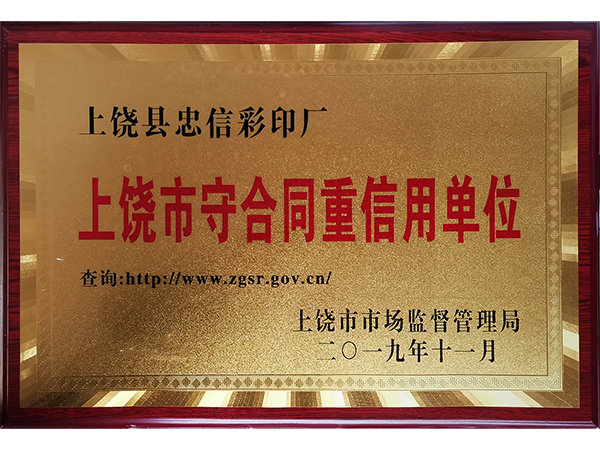 上饶县忠信彩印厂
上饶市守合同重信用单位
查询:http://www.zgsr.gov.cn/
上饶市市场监督管理局
二〇一九年十一月